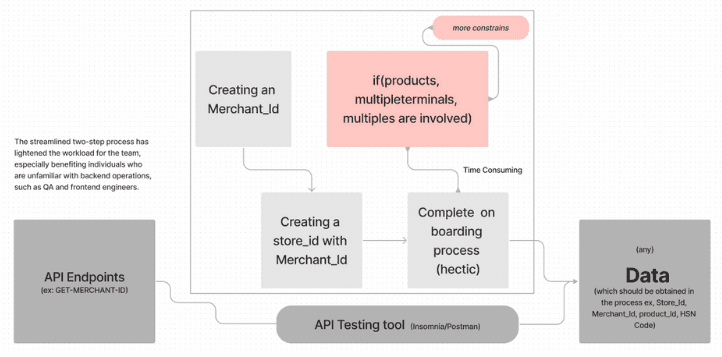 more constrains
Creating an
Merchant_Id
if(products,
multipleterminals,
multiples are involved)
The streamlined two-step process has
lightened the workload for the team,
especially benefiting individuals who
are unfamiliar with backend operations,
such as QA and frontend engineers.
Time Consuming
Creating a
store_id with
Merchant_Id
Complete on
boarding
process
(hectic)
API Endpoints
(ex: GET-MERCHANT-ID)
API Testing tool (Insomnia/Postman)
(any)
Data
(which should be obtained in
the process ex, Store_Id,
Merchant_Id, product_Id, HSN
Code)